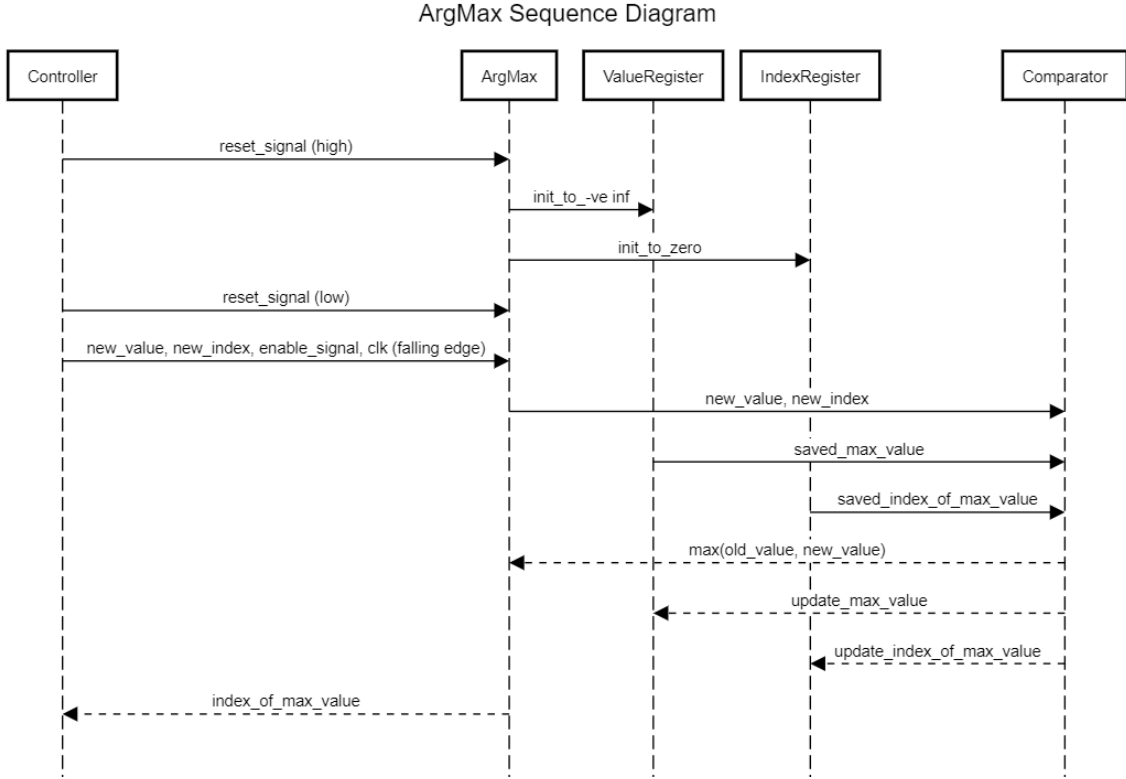 ArgMax Sequence Diagram
Controller
ArgMax
ValueRegister
IndexRegister
Comparator
reset_signal (high)
init_to_-ve inf
init_to_zero
reset_signal (low)
new_value, new_index, enable_signal, clk (falling edge)
new_value, new_index
saved_max_value
saved_index_of_max_value
max(old_value, new_value)
update_max_value
update_index_of_max_value
index_of_max_value